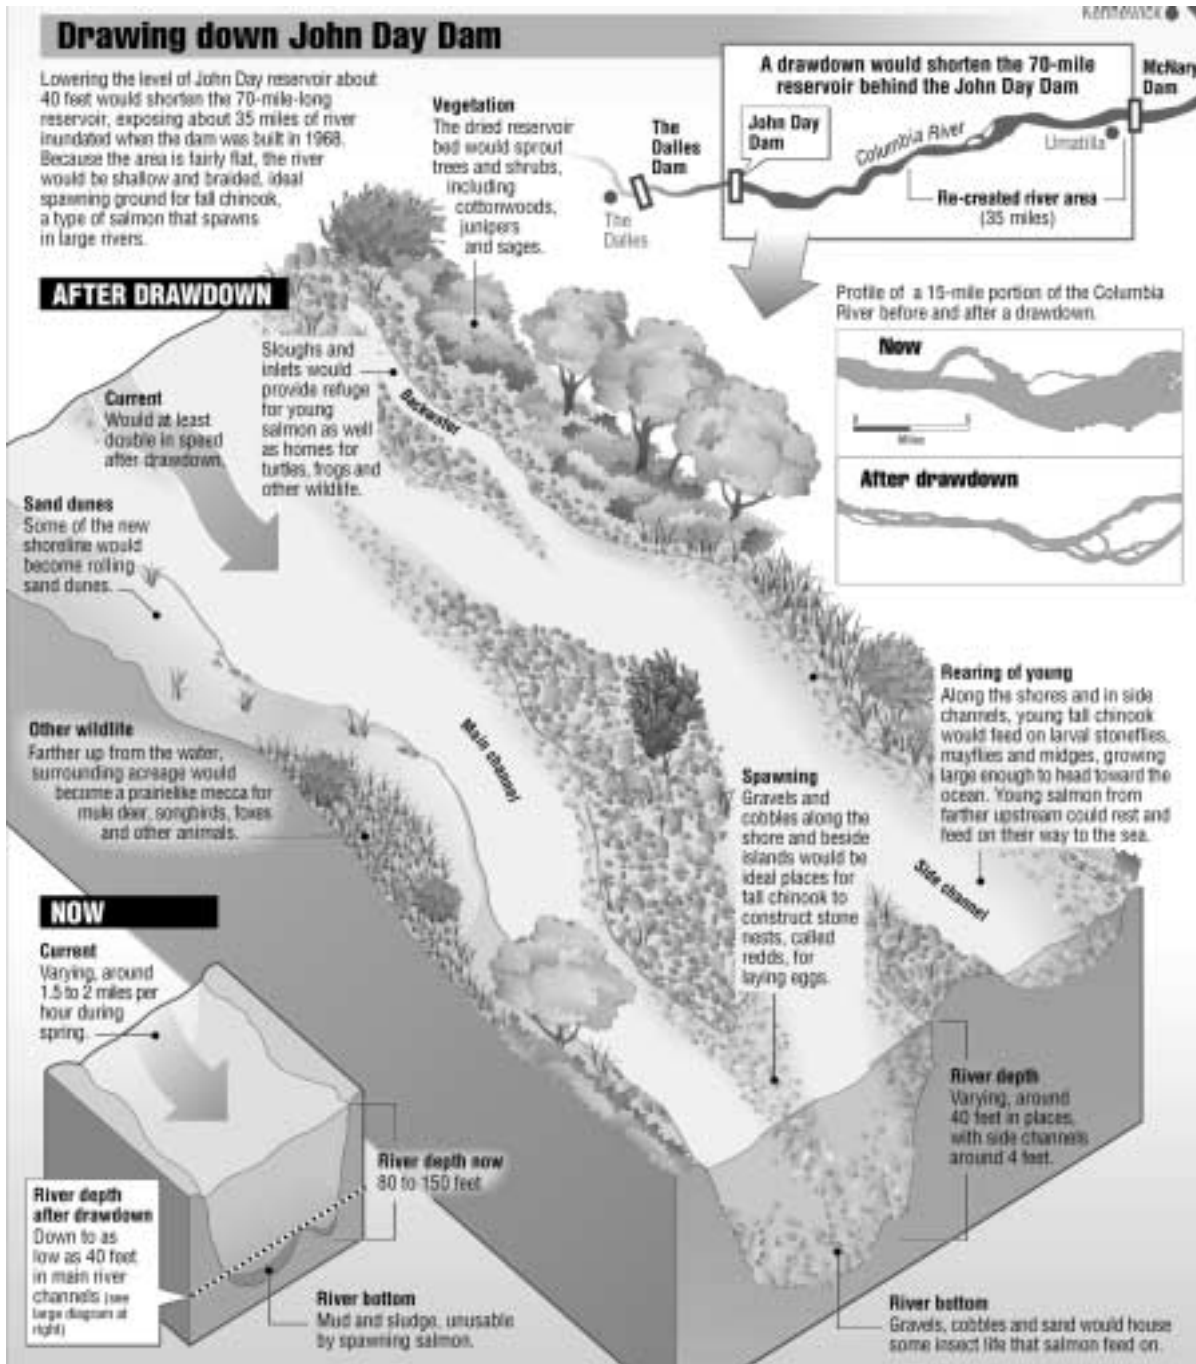 Kennewick
Drawing down John Day Dam
Lowering the level of John Day reservoir about
40 feet would shorten the 70-mile-long
reservoir, exposing about 35 miles of river
inundated when the dam was built in 1968.
Because the area is fairly flat, the river
would be shallow and braided, ideal
spawning ground for fall chinook,
a type of salmon that spawns
in large rivers.
Vegetation
The dried reservoir
bed would sprout
trees and shrubs,
including
cottonwoods,
junipers
and sages.
A drawdown would shorten the 70-mile
reservoir behind the John Day Dam
McNary
Dam
The
Dalles
Dam
John Day
Dam
Columbia River
Umatilla
The
Dalles
Re-created river area
(35 miles)
AFTER DRAWDOWN
Profile of a 15-mile portion of the Columbia
River before and after a drawdown.
Now
0 5
Miles
After drawdown
Sloughs and
inlets would
provide refuge
for young
salmon as well
as homes for
turtles, frogs and
other wildlife.
Backwater
Current
Would at least
double in speed
after drawdown.
Sand dunes
Some of the new
shoreline would
become rolling
sand dunes.
Other wildlife
Farther up from the water,
surrounding acreage would
become a prairielike mecca for
mule deer, songbirds, foxes
and other animals.
Main channel
Rearing of young
Along the shores and in side
channels, young fall chinook
would feed on larval stoneflies,
mayflies and midges, growing
large enough to head toward the
ocean. Young salmon from
farther upstream could rest and
feed on their way to the sea.
Spawning
Gravels and
cobbles along the
shore and beside
islands would be
ideal places for
fall chinook to
construct stone
nests, called
redds, for
laying eggs.
Side channel
NOW
Current
Varying, around
1.5 to 2 miles per
hour during
spring.
River depth now
80 to 150 feet
River depth
after drawdown
Down to as
low as 40 feet
in main river
channels (see
large diagram at
right)
River bottom
Mud and sludge, unusable
by spawning salmon.
River depth
Varying, around
40 feet in places,
with side channels
around 4 feet.
River bottom
Gravels, cobbles and sand would house
some insect life that salmon feed on.